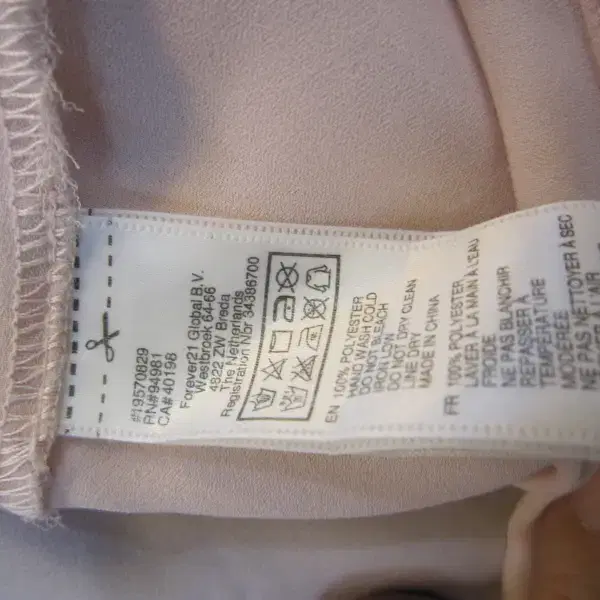 #19570829
RN#94981
CA#40198
Forever21 Global B.V.
Westbroek 64-66
4822 ZW Breda
The Netherlands
Registration Nbr 34386700
EN 100% POLYESTER
HAND WASH COLD
DO NOT BLEACH
IRON LOW
DO NOT DRY CLEAN
LINE DRY
MADE IN CHINA
FR 100% POLYESTER
LAVER À LA MAIN À L'EAU
FROIDE
NE PAS BLANCHIR
REPASSER À
TEMPÉRATURE
MODÉRÉE
NE PAS NETTOYER À SEC
À L'AIR